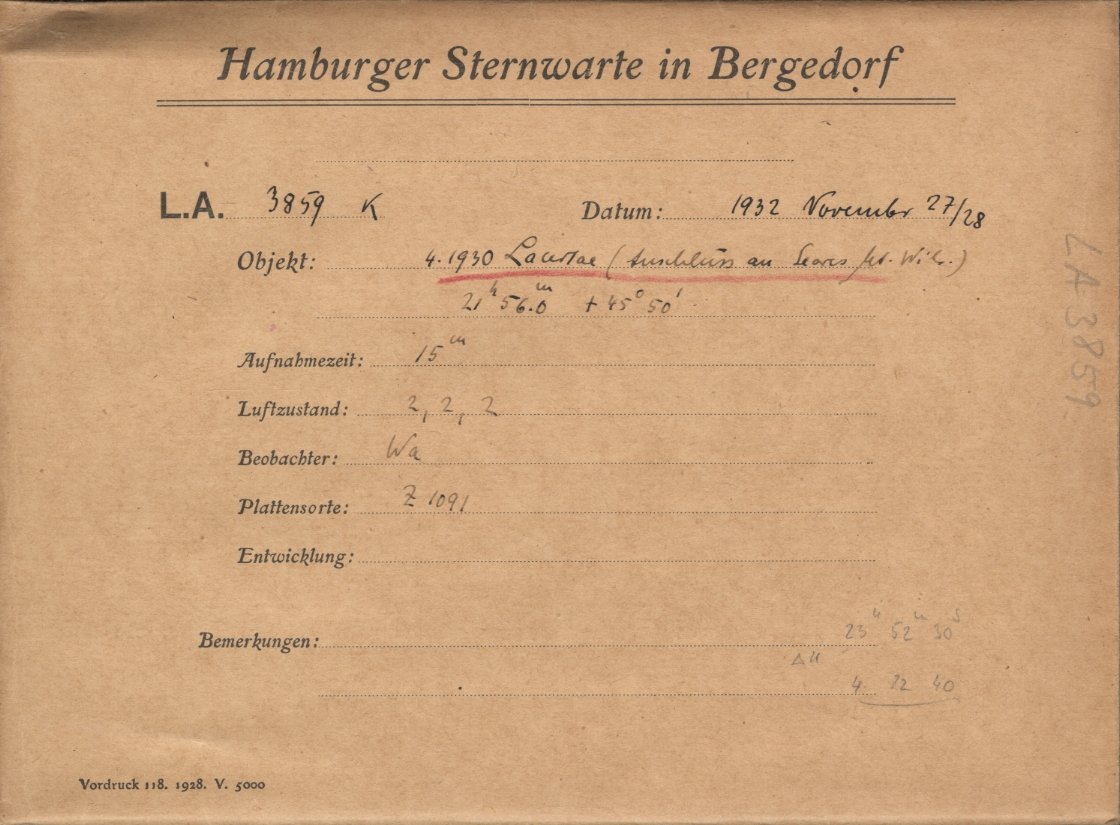 Hamburger Sternwarte in Bergedorf
L.A. 3859 K Datum: 1932 November 27/28
Objekt: 4.1930 Lacertae (Anschluss an Seares
21ʰ 56.0ᵐ + 45° 50'
Aufnahmezeit: 15ᵐ
Luftzustand: 2, 2, 2
Beobachter: Wa
Plattensorte: Z 1091
Entwicklung:
23ʰ 52ᵐ 30ˢ
Bemerkungen:
4 40
Vordruck 118. 1928. V. 5000
LA 3859